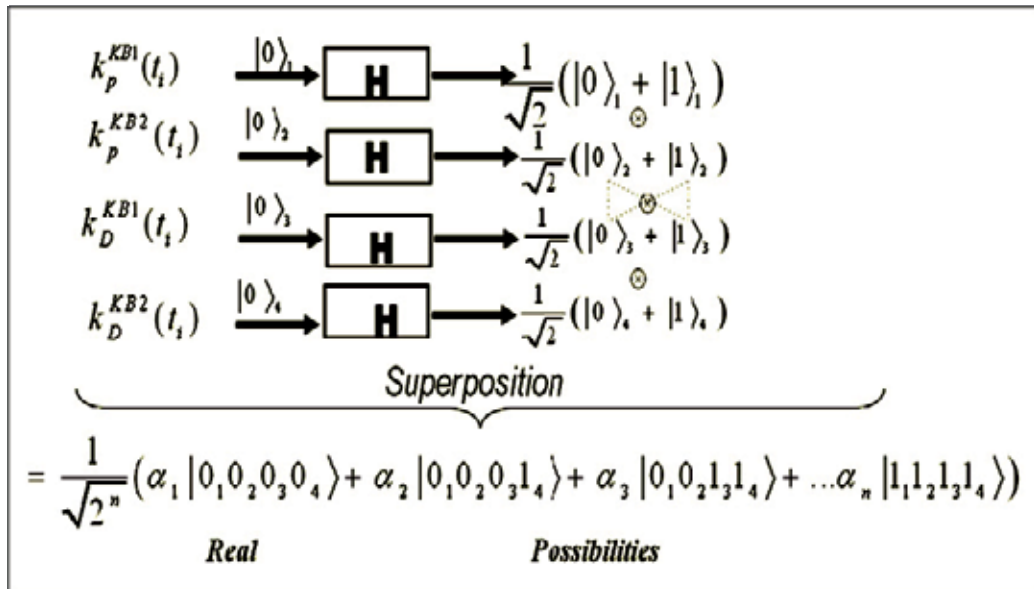 k_p^{KB1}(t_i) |0⟩_1 H 1/√2 (|0⟩_1 + |1⟩_1)
⊗
k_p^{KB2}(t_i) |0⟩_2 H 1/√2 (|0⟩_2 + |1⟩_2)
⊗
k_D^{KB1}(t_i) |0⟩_3 H 1/√2 (|0⟩_3 + |1⟩_3)
⊗
k_D^{KB2}(t_i) |0⟩_4 H 1/√2 (|0⟩_4 + |1⟩_4)
Superposition
= 1/√2^n (α_1 |0_1 0_2 0_3 0_4⟩ + α_2 |0_1 0_2 0_3 1_4⟩ + α_3 |0_1 0_2 1_3 1_4⟩ + ...α_n |1_1 1_2 1_3 1_4⟩)
Real Possibilities